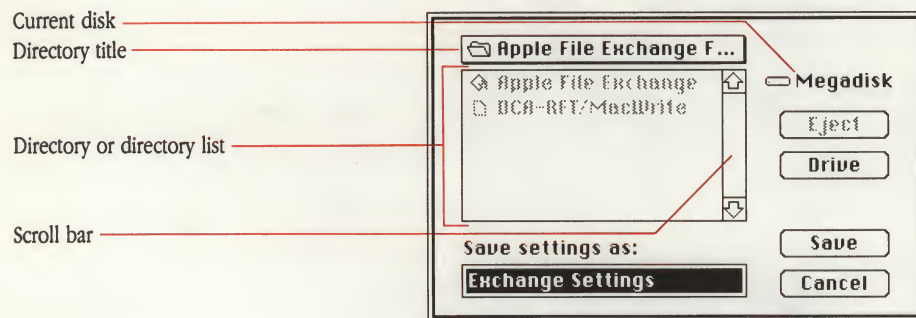 Current disk
Directory title
Directory or directory list
Scroll bar
Apple File Exchange F...
Apple File Exchange
DCA-RFT/MacWrite
Megadisk
Eject
Drive
Save settings as:
Exchange Settings
Save
Cancel